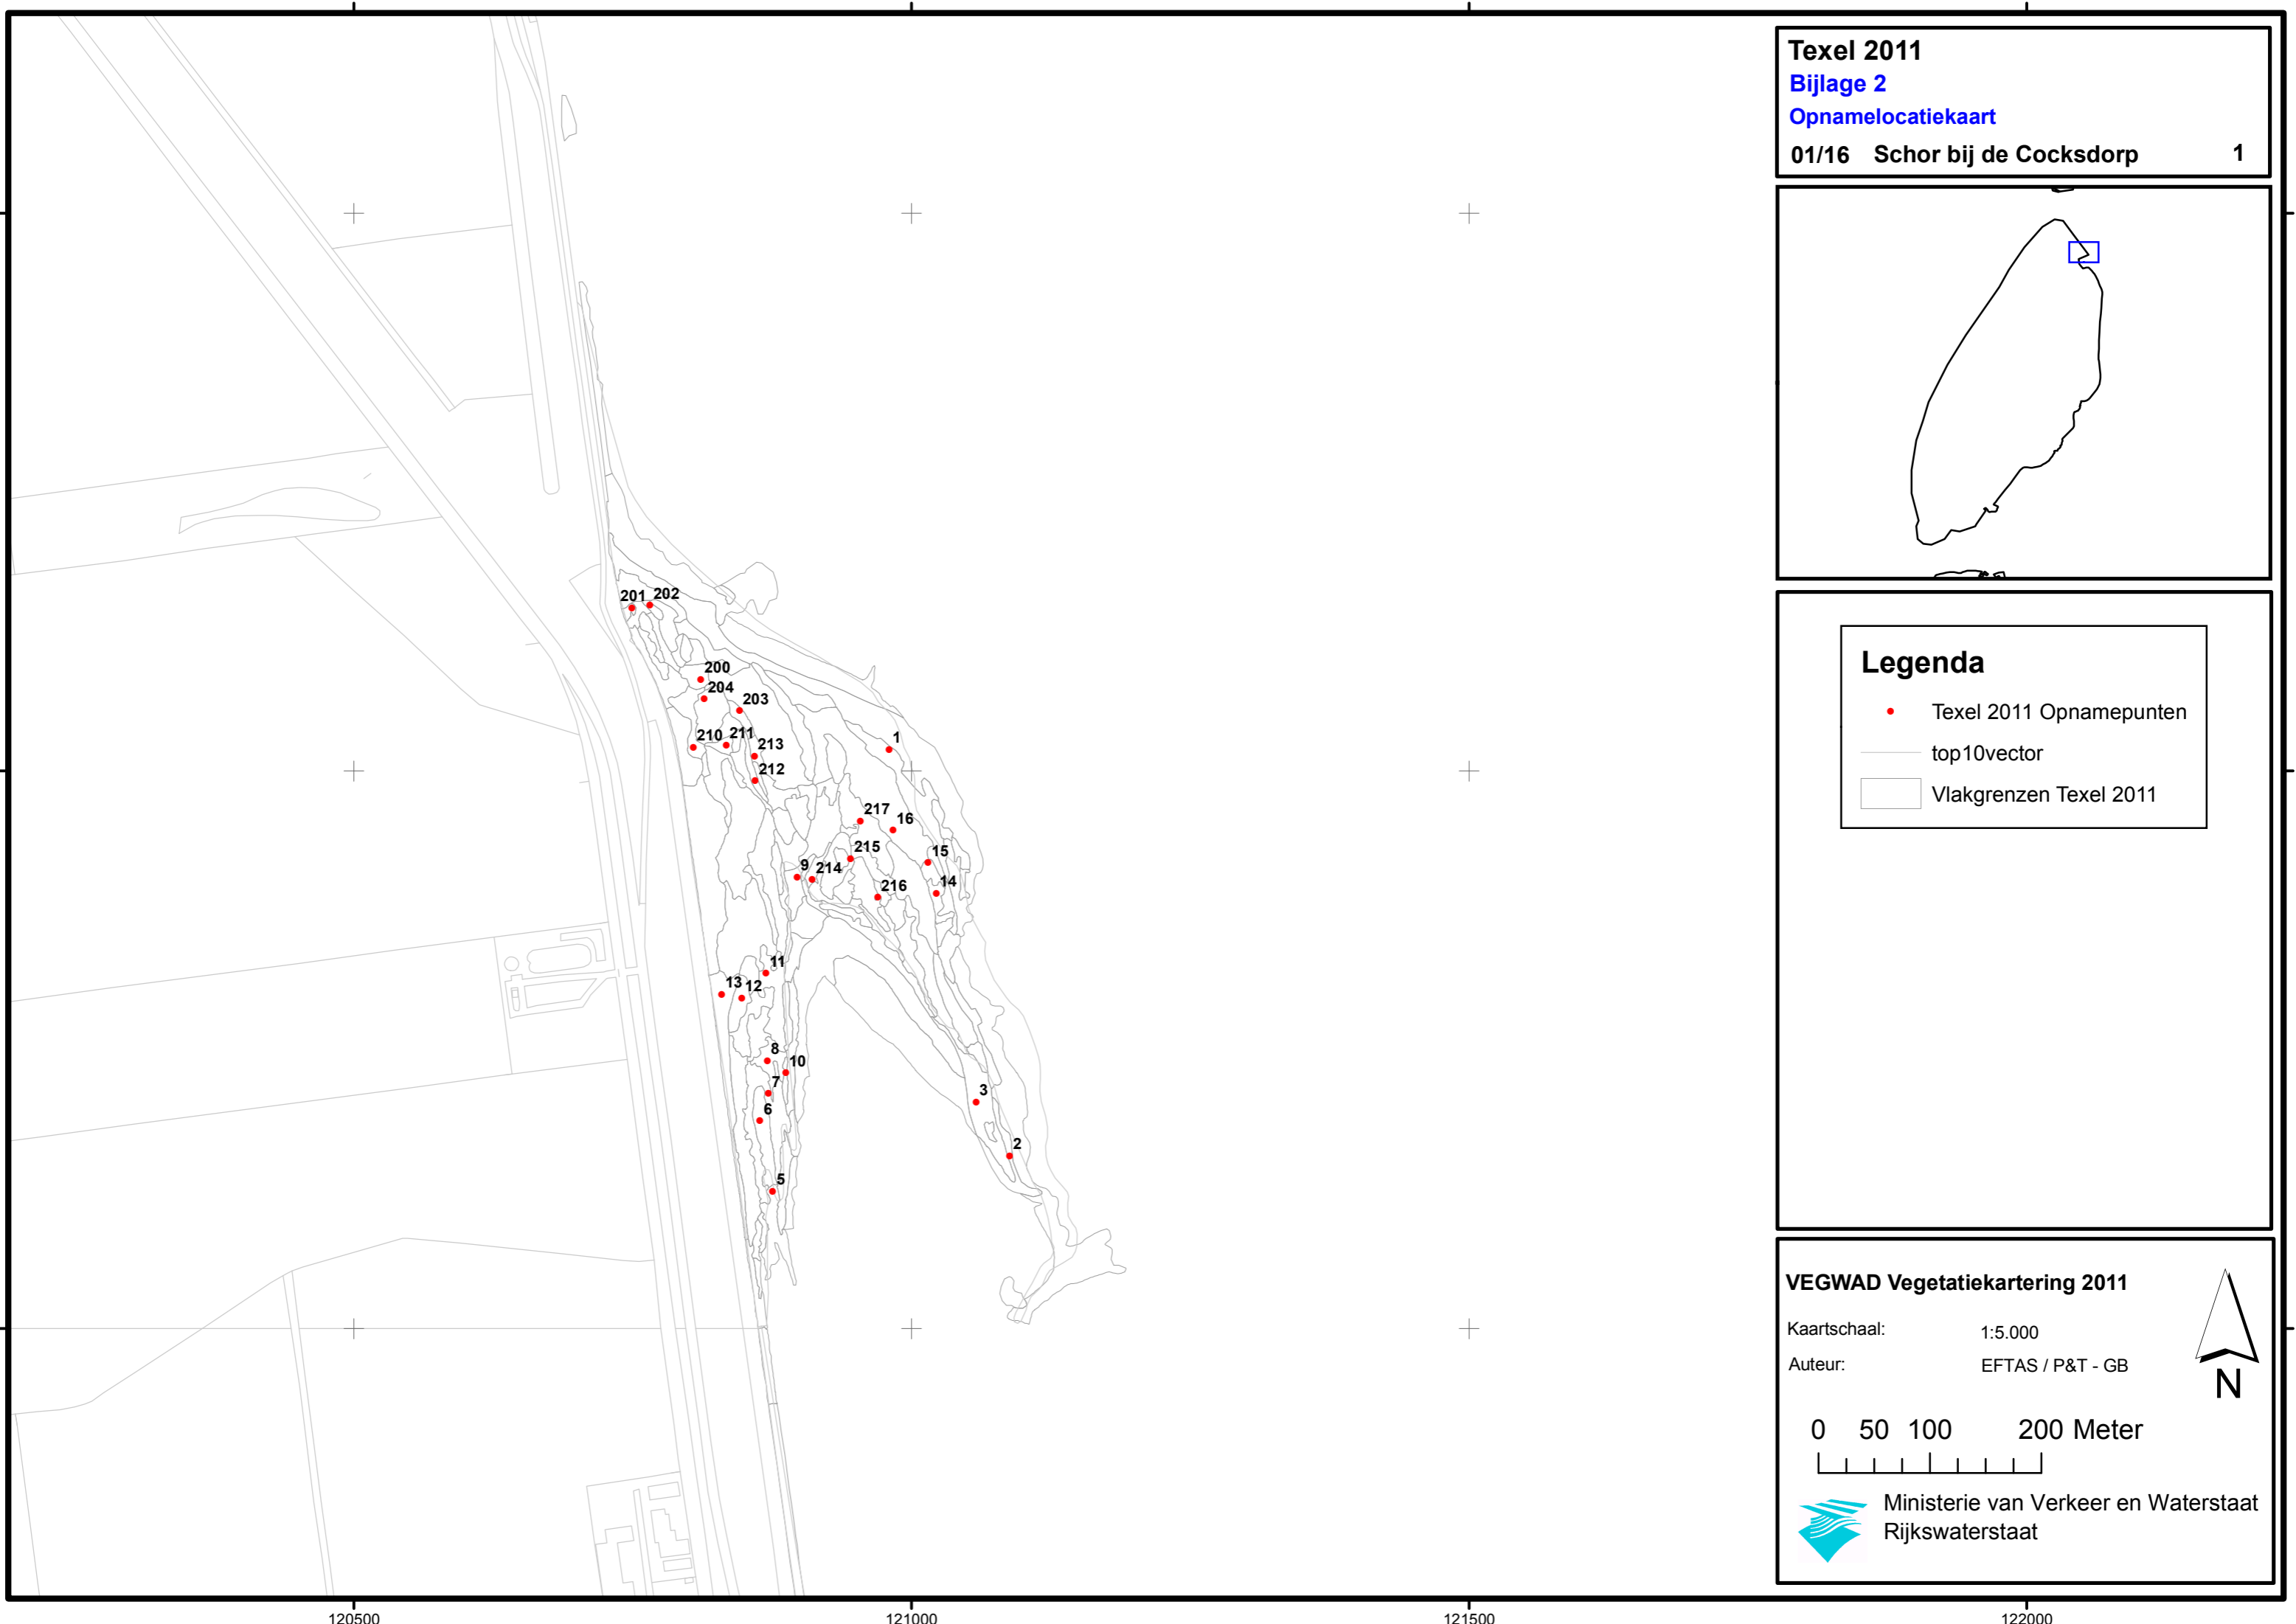 Texel 2011
Bijlage 2
Opnamelocatiekaart
01/16 Schor bij de Cocksdorp 1
201
202
200
204
203
210
211
213
212
1
217
16
215
15
9
214
216
14
11
13
12
8
10
7
6
3
2
5
Legenda
Texel 2011 Opnamepunten
top10vector
Vlakgrenzen Texel 2011
VEGWAD Vegetatiekartering 2011
Kaartschaal: 1:5.000
Auteur: EFTAS / P&T - GB
N
0 50 100 200 Meter
Ministerie van Verkeer en Waterstaat
Rijkswaterstaat
120500 121000 121500 122000